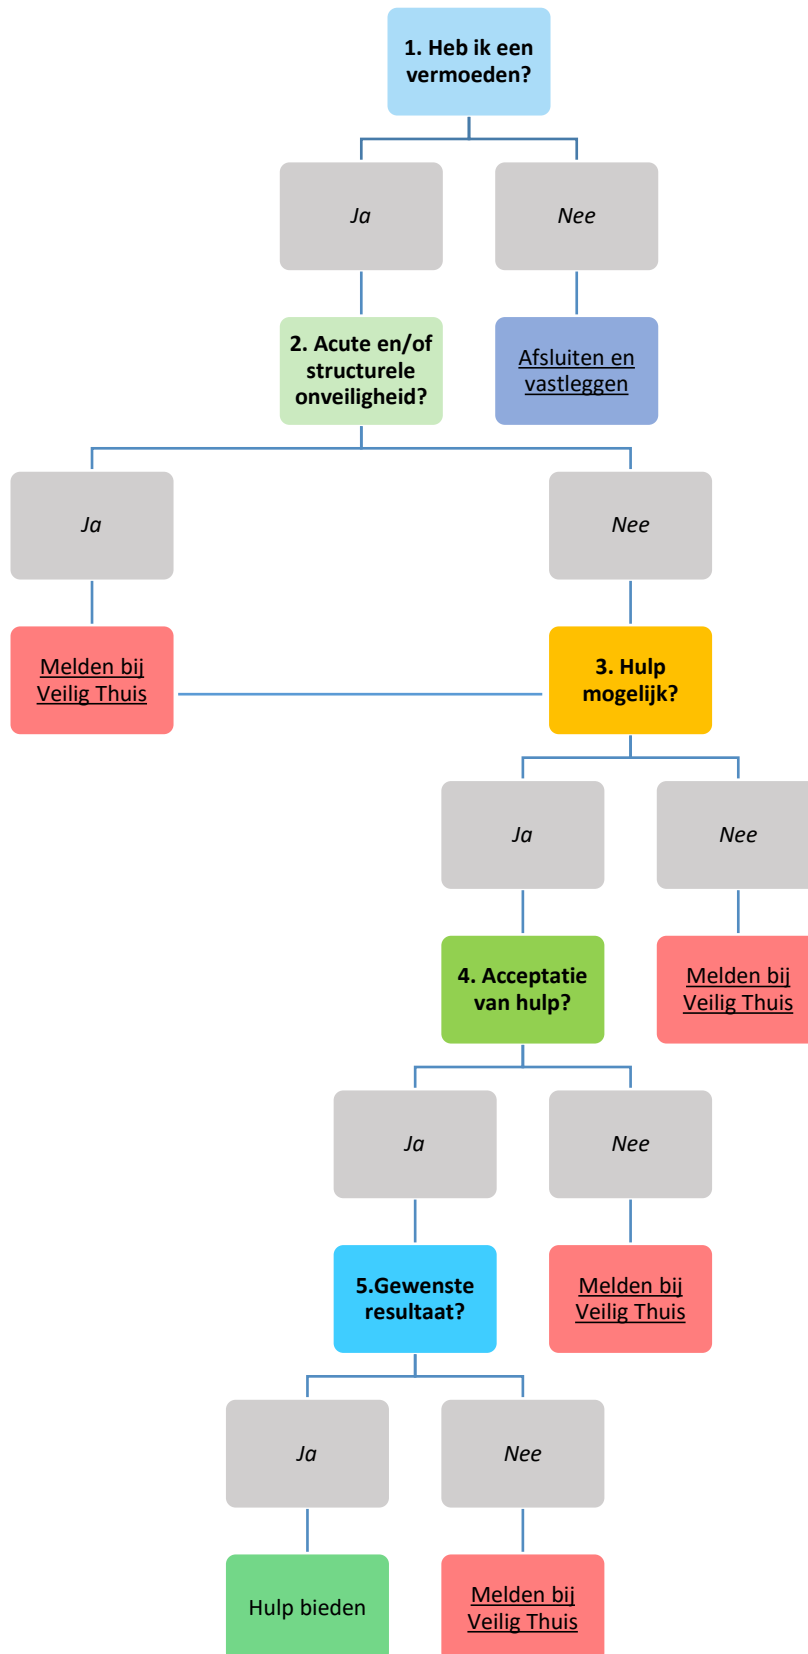 1. Heb ik een
vermoeden?
Ja
Nee
2. Acute en/of
structurele
onveiligheid?
Afsluiten en
vastleggen
Ja
Nee
Melden bij
Veilig Thuis
3. Hulp
mogelijk?
Ja
Nee
4. Acceptatie
van hulp?
Melden bij
Veilig Thuis
Ja
Nee
5.Gewenste
resultaat?
Melden bij
Veilig Thuis
Ja
Nee
Hulp bieden
Melden bij
Veilig Thuis